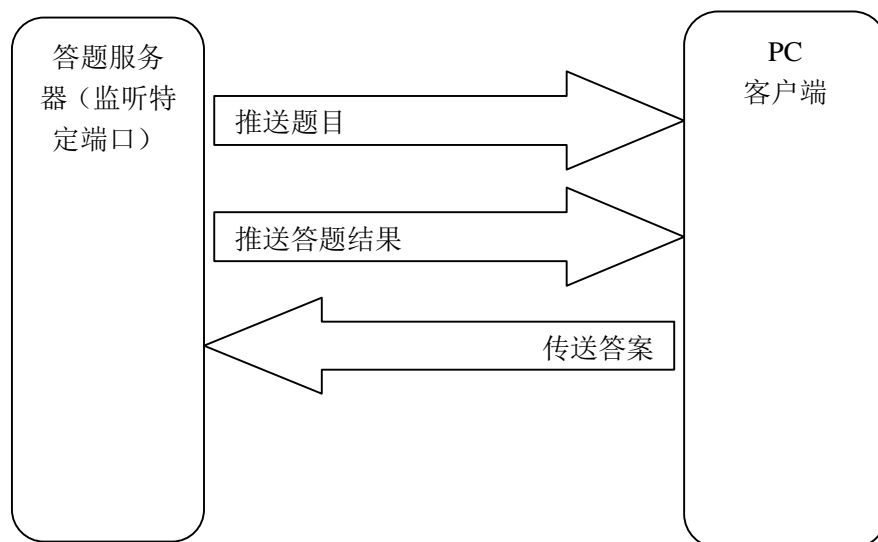 答题服务
器（监听特
定端口）
PC
客户端
推送题目
推送答题结果
传送答案